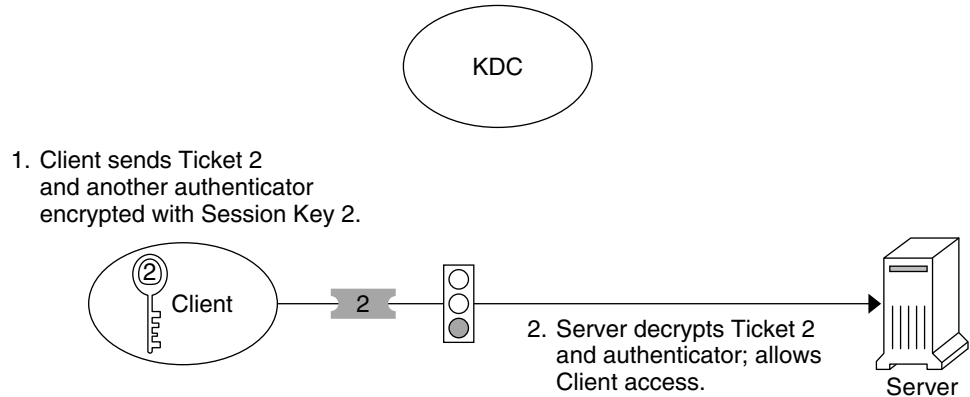 KDC
1. Client sends Ticket 2
and another authenticator
encrypted with Session Key 2.
2
Client
2
2. Server decrypts Ticket 2
and authenticator; allows
Client access.
Server